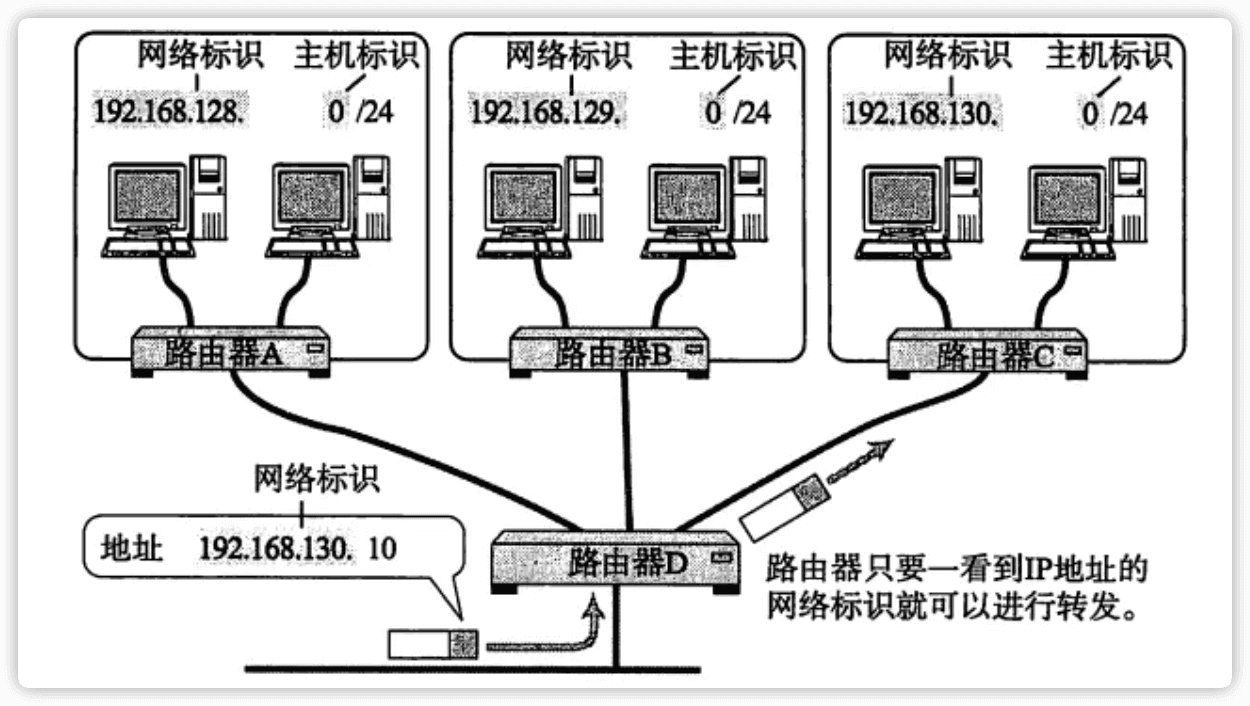 网络标识 主机标识 网络标识 主机标识 网络标识 主机标识
192.168.128. 0 /24 192.168.129. 0 /24 192.168.130. 0 /24
路由器A 路由器B 路由器C
网络标识
地址 192.168.130. 10
路由器D
路由器只要一看到IP地址的
网络标识就可以进行转发。